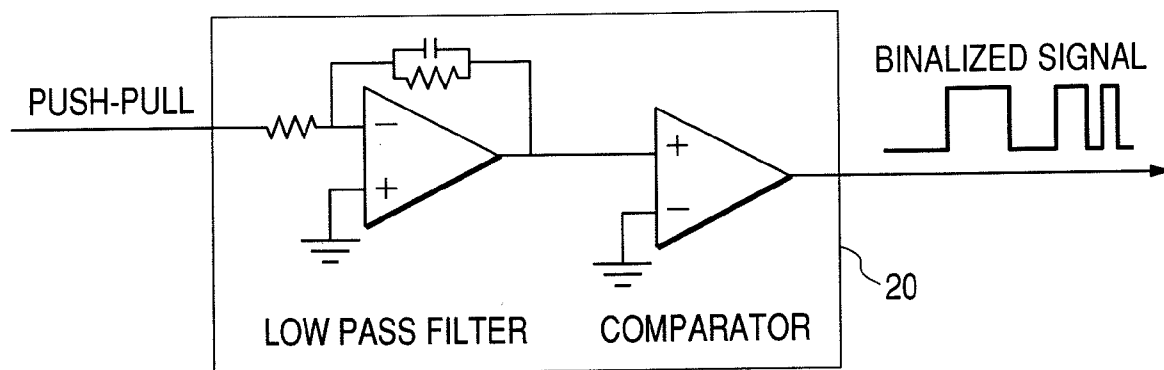 PUSH-PULL
BINALIZED SIGNAL
−
+
+
−
20
LOW PASS FILTER
COMPARATOR